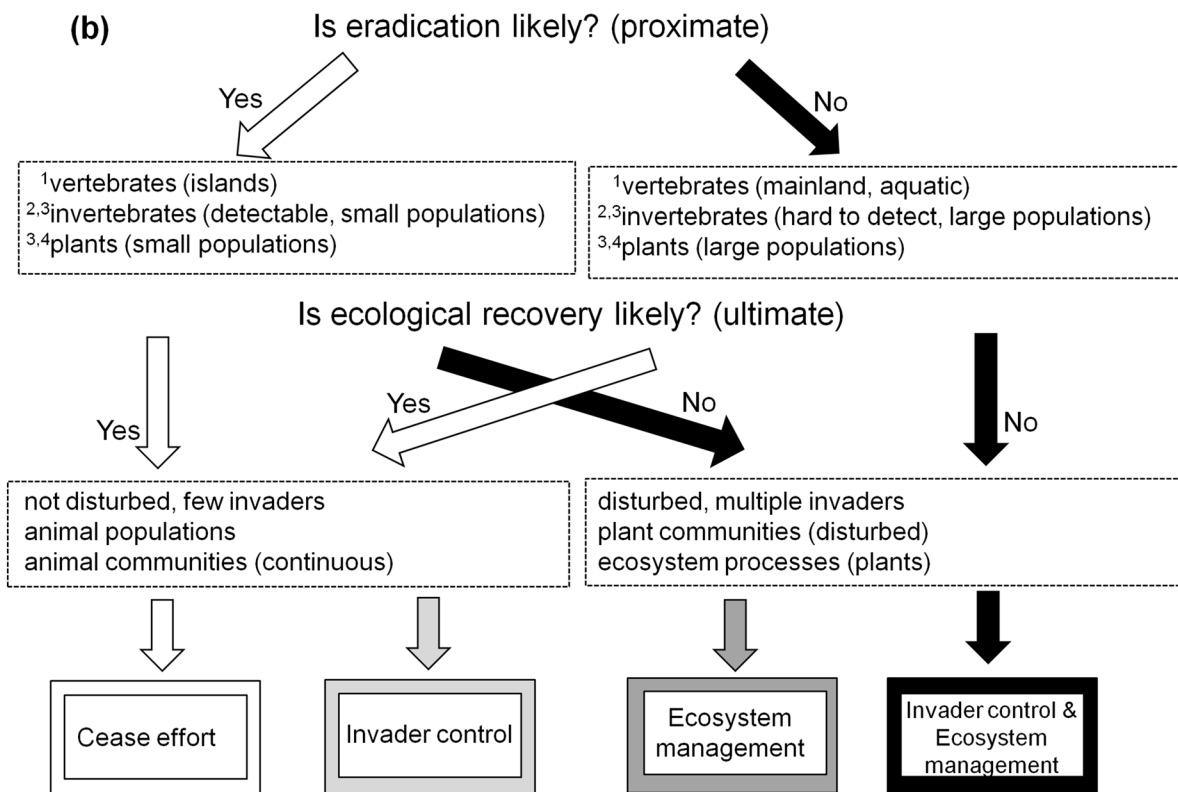 (b)
Is eradication likely? (proximate)
Yes
No
¹vertebrates (islands)
²,³invertebrates (detectable, small populations)
³,⁴plants (small populations)
¹vertebrates (mainland, aquatic)
²,³invertebrates (hard to detect, large populations)
³,⁴plants (large populations)
Is ecological recovery likely? (ultimate)
Yes
Yes
No
No
not disturbed, few invaders
animal populations
animal communities (continuous)
disturbed, multiple invaders
plant communities (disturbed)
ecosystem processes (plants)
Cease effort
Invader control
Ecosystem
management
Invader control &
Ecosystem
management